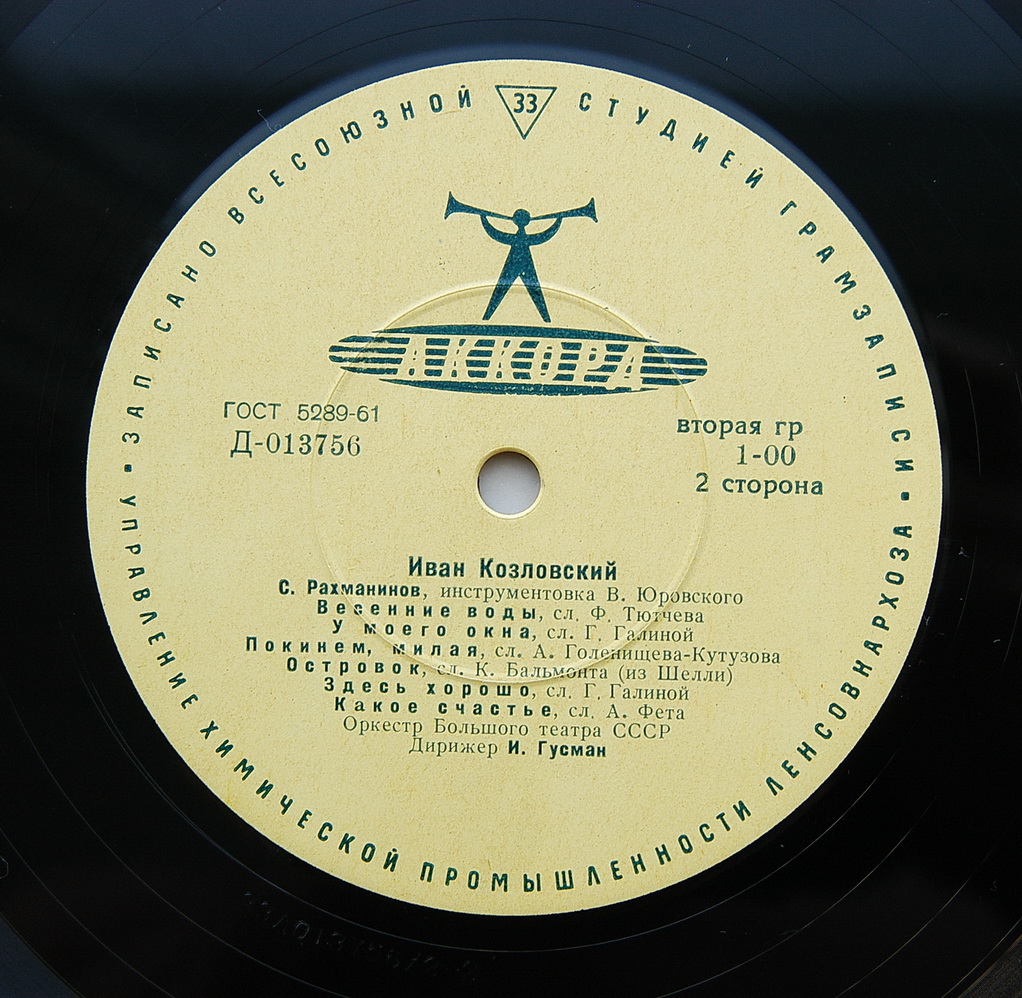 ЗАПИСАНО ВСЕСОЮЗНОЙ 33 СТУДИЕЙ ГРАМЗАПИСИ •
АККОРД
ГОСТ 5289-61
Д-013756
вторая гр
1-00
2 сторона
Иван Козловский
С. Рахманинов, инструментовка В. Юровского
Весенние воды, сл. Ф. Тютчева
У моего окна, сл. Г. Галиной
Покинем, милая, сл. А. Голенищева-Кутузова
Островок, сл. К. Бальмонта (из Шелли)
Здесь хорошо, сл. Г. Галиной
Какое счастье, сл. А. Фета
Оркестр Большого театра СССР
Дирижер И. Гусман
УПРАВЛЕНИЕ ХИМИЧЕСКОЙ ПРОМЫШЛЕННОСТИ ЛЕНСОВНАРХОЗА •